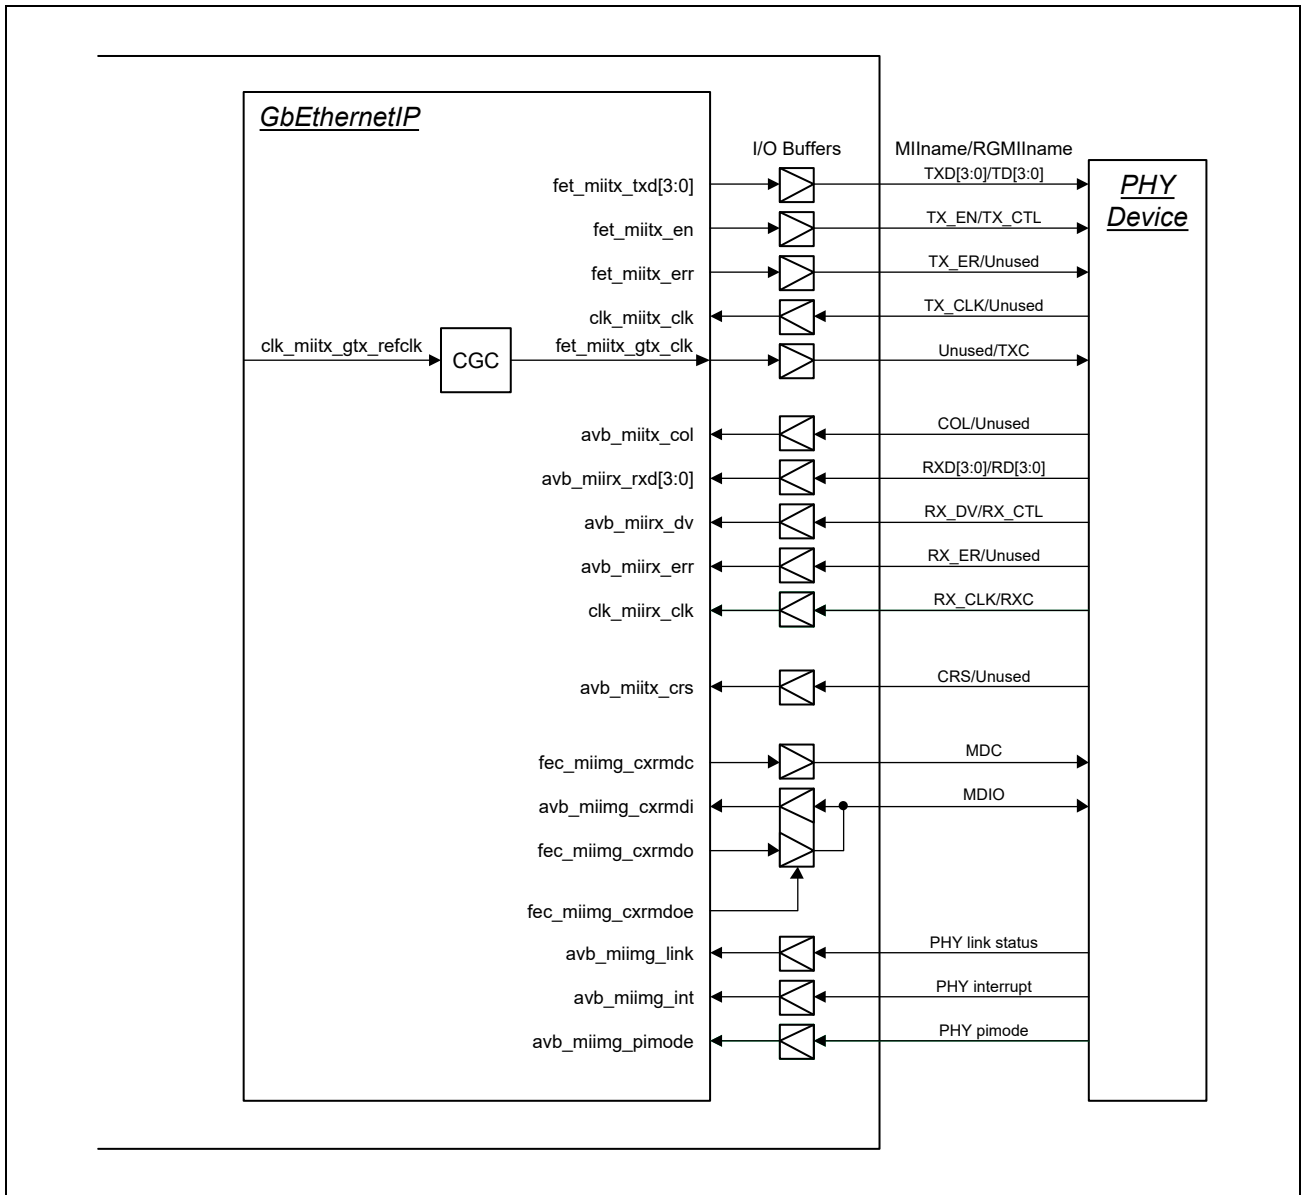 GbEthernetIP
I/O Buffers
MIIname/RGMIIname
PHY
Device
fet_miitx_txd[3:0]
TXD[3:0]/TD[3:0]
fet_miitx_en
TX_EN/TX_CTL
fet_miitx_err
TX_ER/Unused
clk_miitx_clk
TX_CLK/Unused
clk_miitx_gtx_refclk
CGC
fet_miitx_gtx_clk
Unused/TXC
avb_miitx_col
COL/Unused
avb_miirx_rxd[3:0]
RXD[3:0]/RD[3:0]
avb_miirx_dv
RX_DV/RX_CTL
avb_miirx_err
RX_ER/Unused
clk_miirx_clk
RX_CLK/RXC
avb_miitx_crs
CRS/Unused
fec_miimg_cxrmdc
MDC
avb_miimg_cxrmdi
MDIO
fec_miimg_cxrmdo
fec_miimg_cxrmdoe
avb_miimg_link
PHY link status
avb_miimg_int
PHY interrupt
avb_miimg_pimode
PHY pimode